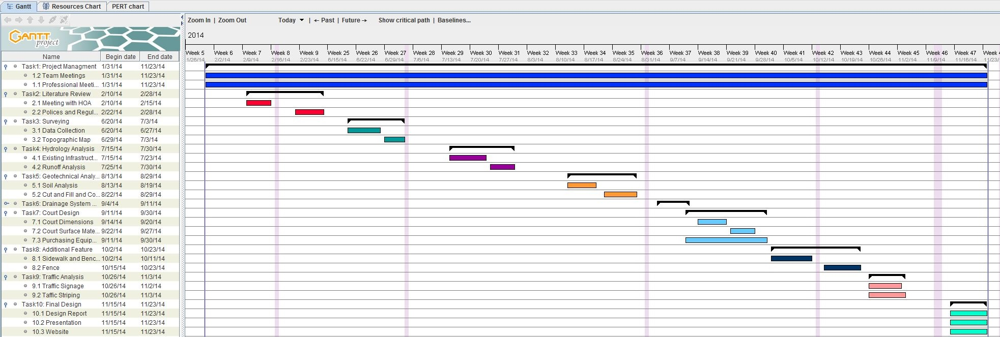 Gantt Resources Chart PERT chart
Zoom In | Zoom Out Today | ← Past | Future → Show critical path | Baselines...
GANTT project
2014
Name Begin date End date
Week 5 Week 6 Week 7 Week 8 Week 9 Week 25 Week 26 Week 27 Week 28 Week 29 Week 30 Week 31 Week 32 Week 33 Week 34 Week 35 Week 36 Week 37 Week 38 Week 39 Week 40 Week 41 Week 42 Week 43 Week 44 Week 45 Week 46 Week 47 Week
1/26/14 2/2/14 2/9/14 2/16/14 2/23/14 6/15/14 6/22/14 6/29/14 7/6/14 7/13/14 7/20/14 7/27/14 8/3/14 8/10/14 8/17/14 8/24/14 8/31/14 9/7/14 9/14/14 9/21/14 9/28/14 10/5/14 10/12/14 10/19/14 10/26/14 11/2/14 11/9/14 11/16/14 11/23/
Task1: Project Managment 1/31/14 11/23/14
1.2 Team Meetings 1/31/14 11/23/14
1.1 Professional Meeti... 1/31/14 11/23/14
Task2: Literature Review 2/10/14 2/28/14
2.1 Meeting with HOA 2/10/14 2/15/14
2.2 Polices and Regul... 2/22/14 2/28/14
Task3: Surveying 6/20/14 7/3/14
3.1 Data Collection 6/20/14 6/27/14
3.2 Topographic Map 6/29/14 7/3/14
Task4: Hydrology Analysis 7/15/14 7/30/14
4.1 Existing Infrastruct... 7/15/14 7/23/14
4.2 Runoff Analysis 7/25/14 7/30/14
Task5: Geotechnical Analy... 8/13/14 8/29/14
5.1 Soil Analysis 8/13/14 8/19/14
5.2 Cut and Fill and Co... 8/22/14 8/29/14
Task6: Drainage System ... 9/4/14 9/11/14
Task7: Court Design 9/11/14 9/30/14
7.1 Court Dimensions 9/14/14 9/20/14
7.2 Court Surface Mate... 9/22/14 9/27/14
7.3 Purchasing Equip... 9/11/14 9/30/14
Task8: Additional Feature 10/2/14 10/23/14
8.1 Sidewalk and Benc... 10/2/14 10/11/14
8.2 Fence 10/15/14 10/23/14
Task9: Traffic Analysis 10/26/14 11/3/14
9.1 Traffic Signage 10/26/14 11/2/14
9.2 Taffic Striping 10/26/14 11/3/14
Task10: Final Design 11/15/14 11/23/14
10.1 Design Report 11/15/14 11/23/14
10.2 Presentation 11/15/14 11/23/14
10.3 Website 11/15/14 11/23/14